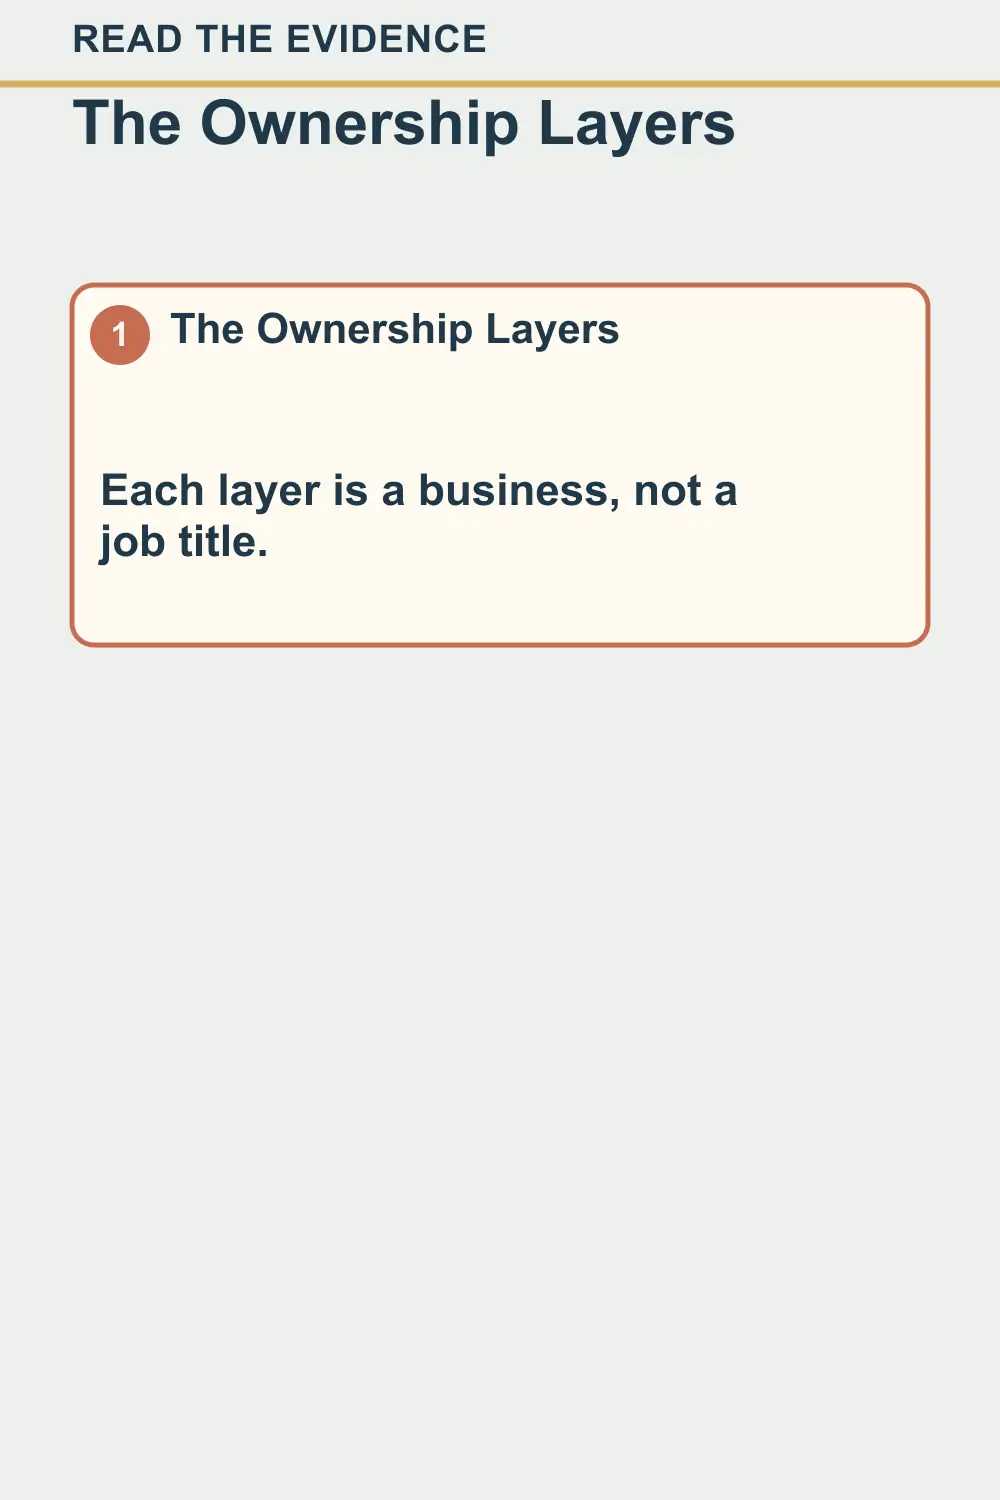 READ THE EVIDENCE
The Ownership Layers
1 The Ownership Layers
Each layer is a business, not a
job title.